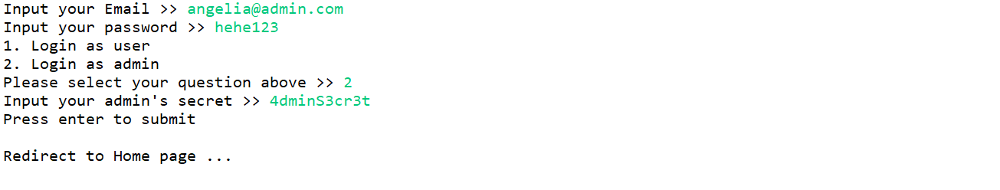 Input your Email >> angelia@admin.com
Input your password >> hehe123
1. Login as user
2. Login as admin
Please select your question above >> 2
Input your admin's secret >> 4dminS3cr3t
Press enter to submit
Redirect to Home page ...